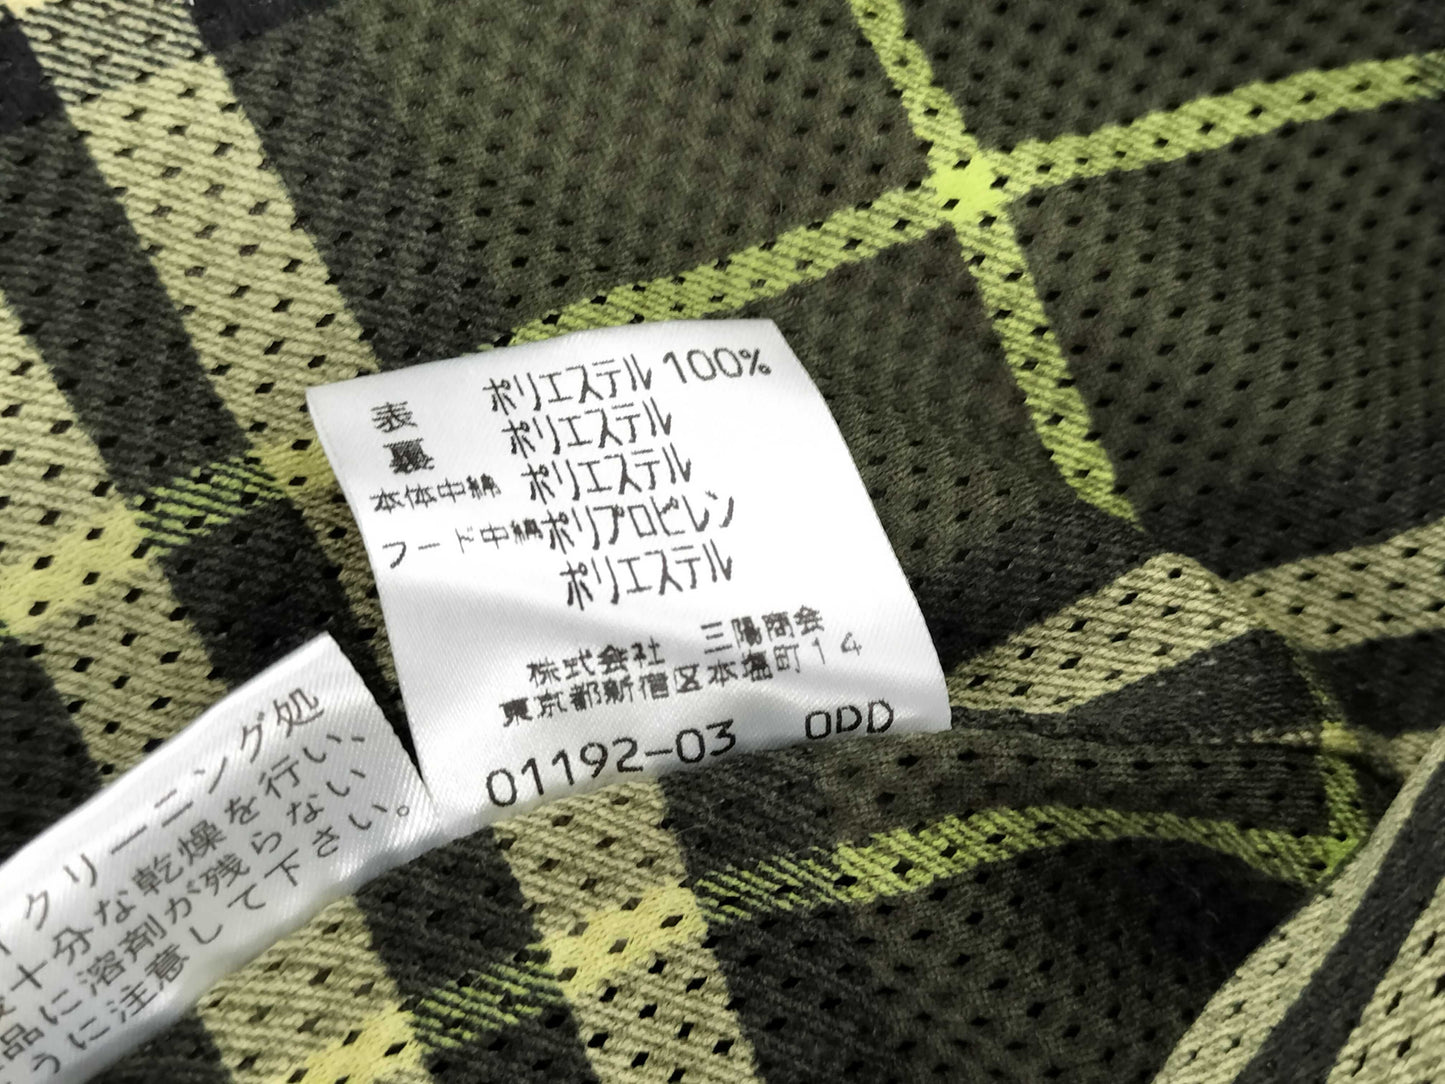 表 ポリエステル 100%
裏 ポリエステル
本体中綿 ポリエステル
フード中綿 ポリプロピレン
ポリエステル
株式会社 三陽商会
東京都新宿区本塩町14
01192-03
クリーニング処
十分な乾燥を行い、
品に溶剤が残らない
うに注意して下さい。